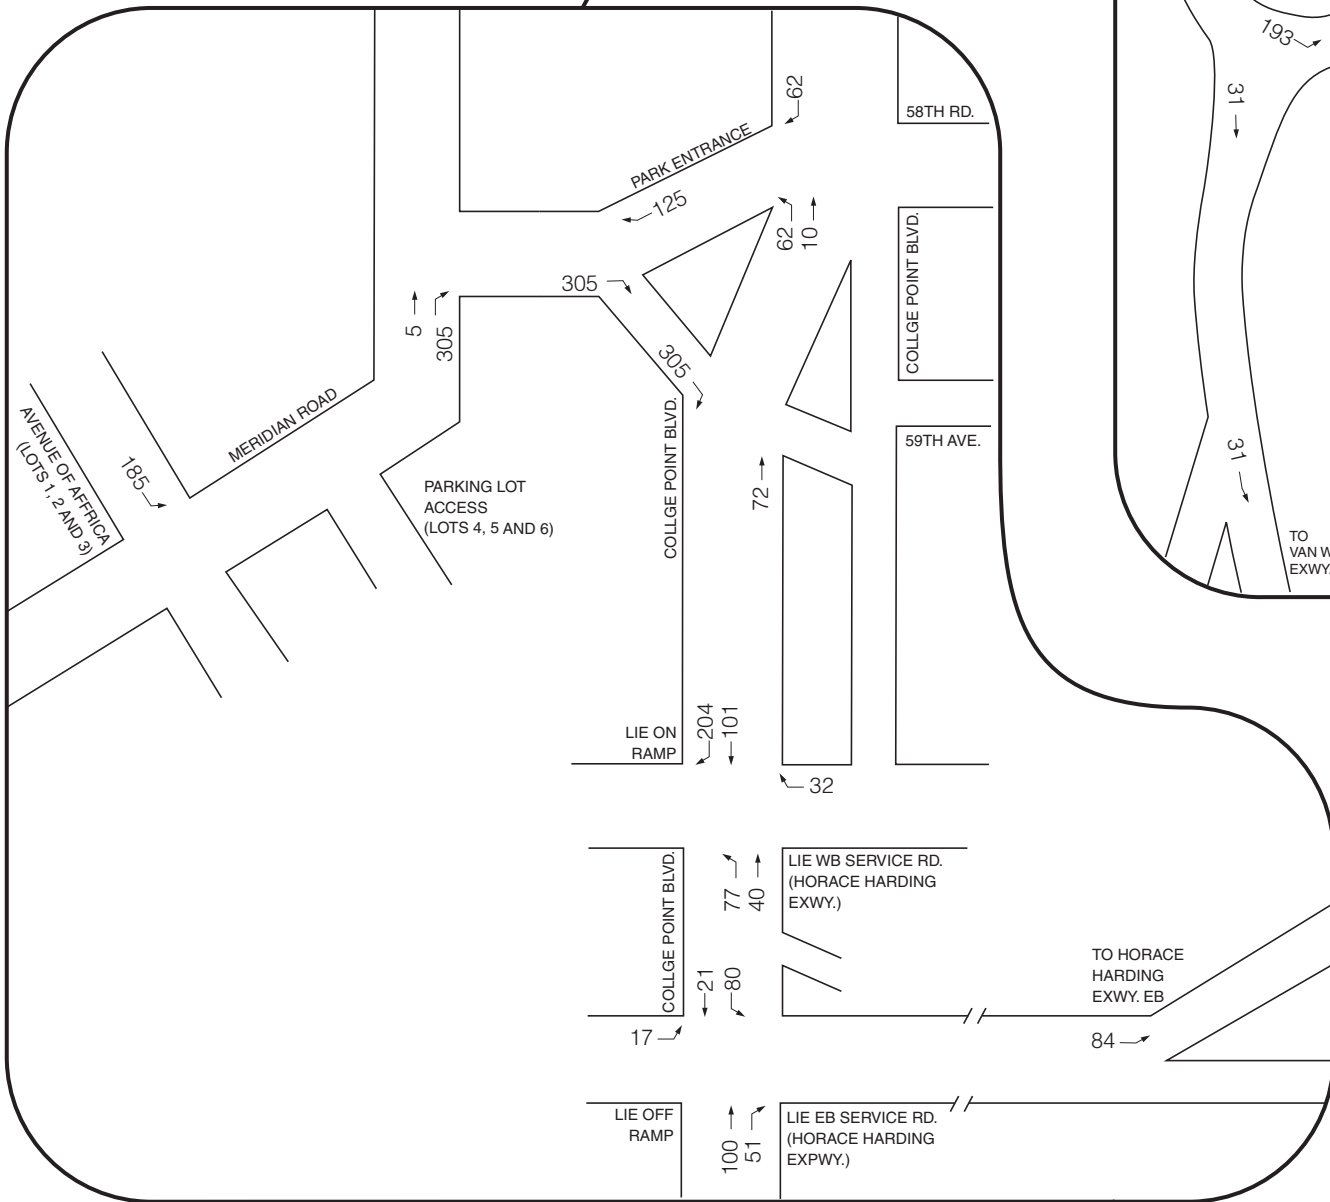 193
31
62
58TH RD.
PARK ENTRANCE
125
62
10
COLLGE POINT BLVD.
305
5
305
305
MERIDIAN ROAD
AVENUE OF AFFRICA
(LOTS 1, 2 AND 3)
185
PARKING LOT
ACCESS
(LOTS 4, 5 AND 6)
COLLGE POINT BLVD.
59TH AVE.
72
31
TO
VAN W
EXWY.
LIE ON
RAMP
204
101
32
COLLGE POINT BLVD.
77
40
LIE WB SERVICE RD.
(HORACE HARDING
EXWY.)
21
80
17
TO HORACE
HARDING
EXWY. EB
84
LIE OFF
RAMP
100
51
LIE EB SERVICE RD.
(HORACE HARDING
EXPWY.)